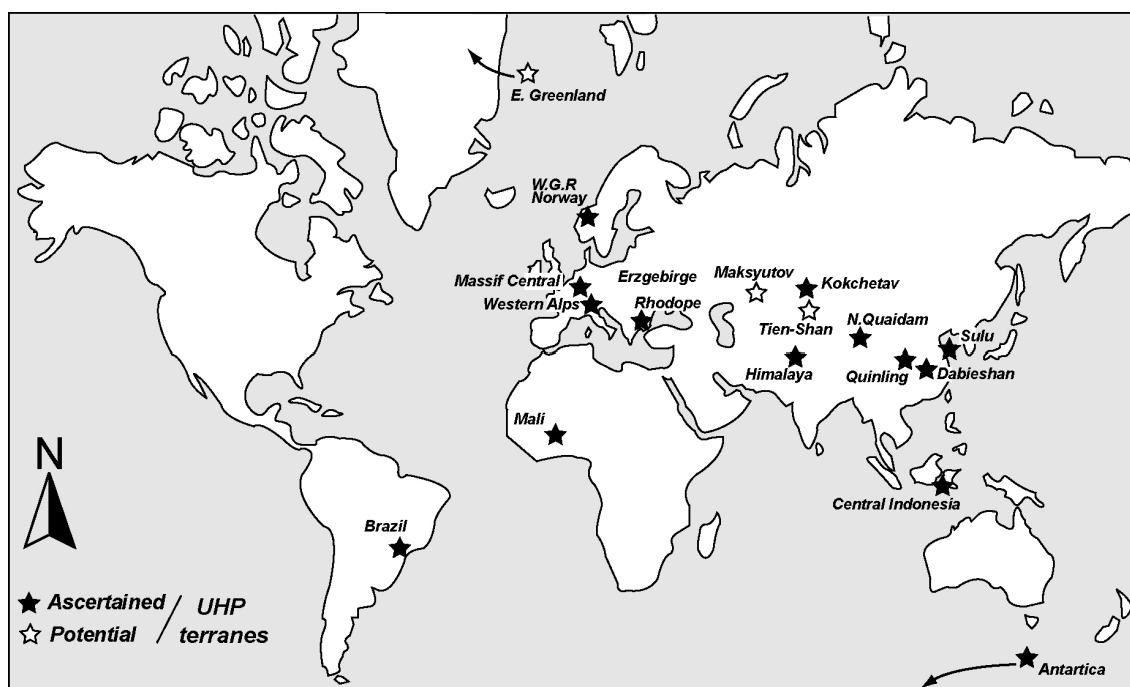 E. Greenland
W.G.R
Norway
Massif Central
Erzgebirge
Maksyutov
Kokchetav
Western Alps
Rhodope
Tien-Shan
N.Quaidam
Sulu
Himalaya
Quinling
Dabieshan
Mali
Central Indonesia
N
Brazil
Ascertained
Potential
/
UHP
terranes
Antartica